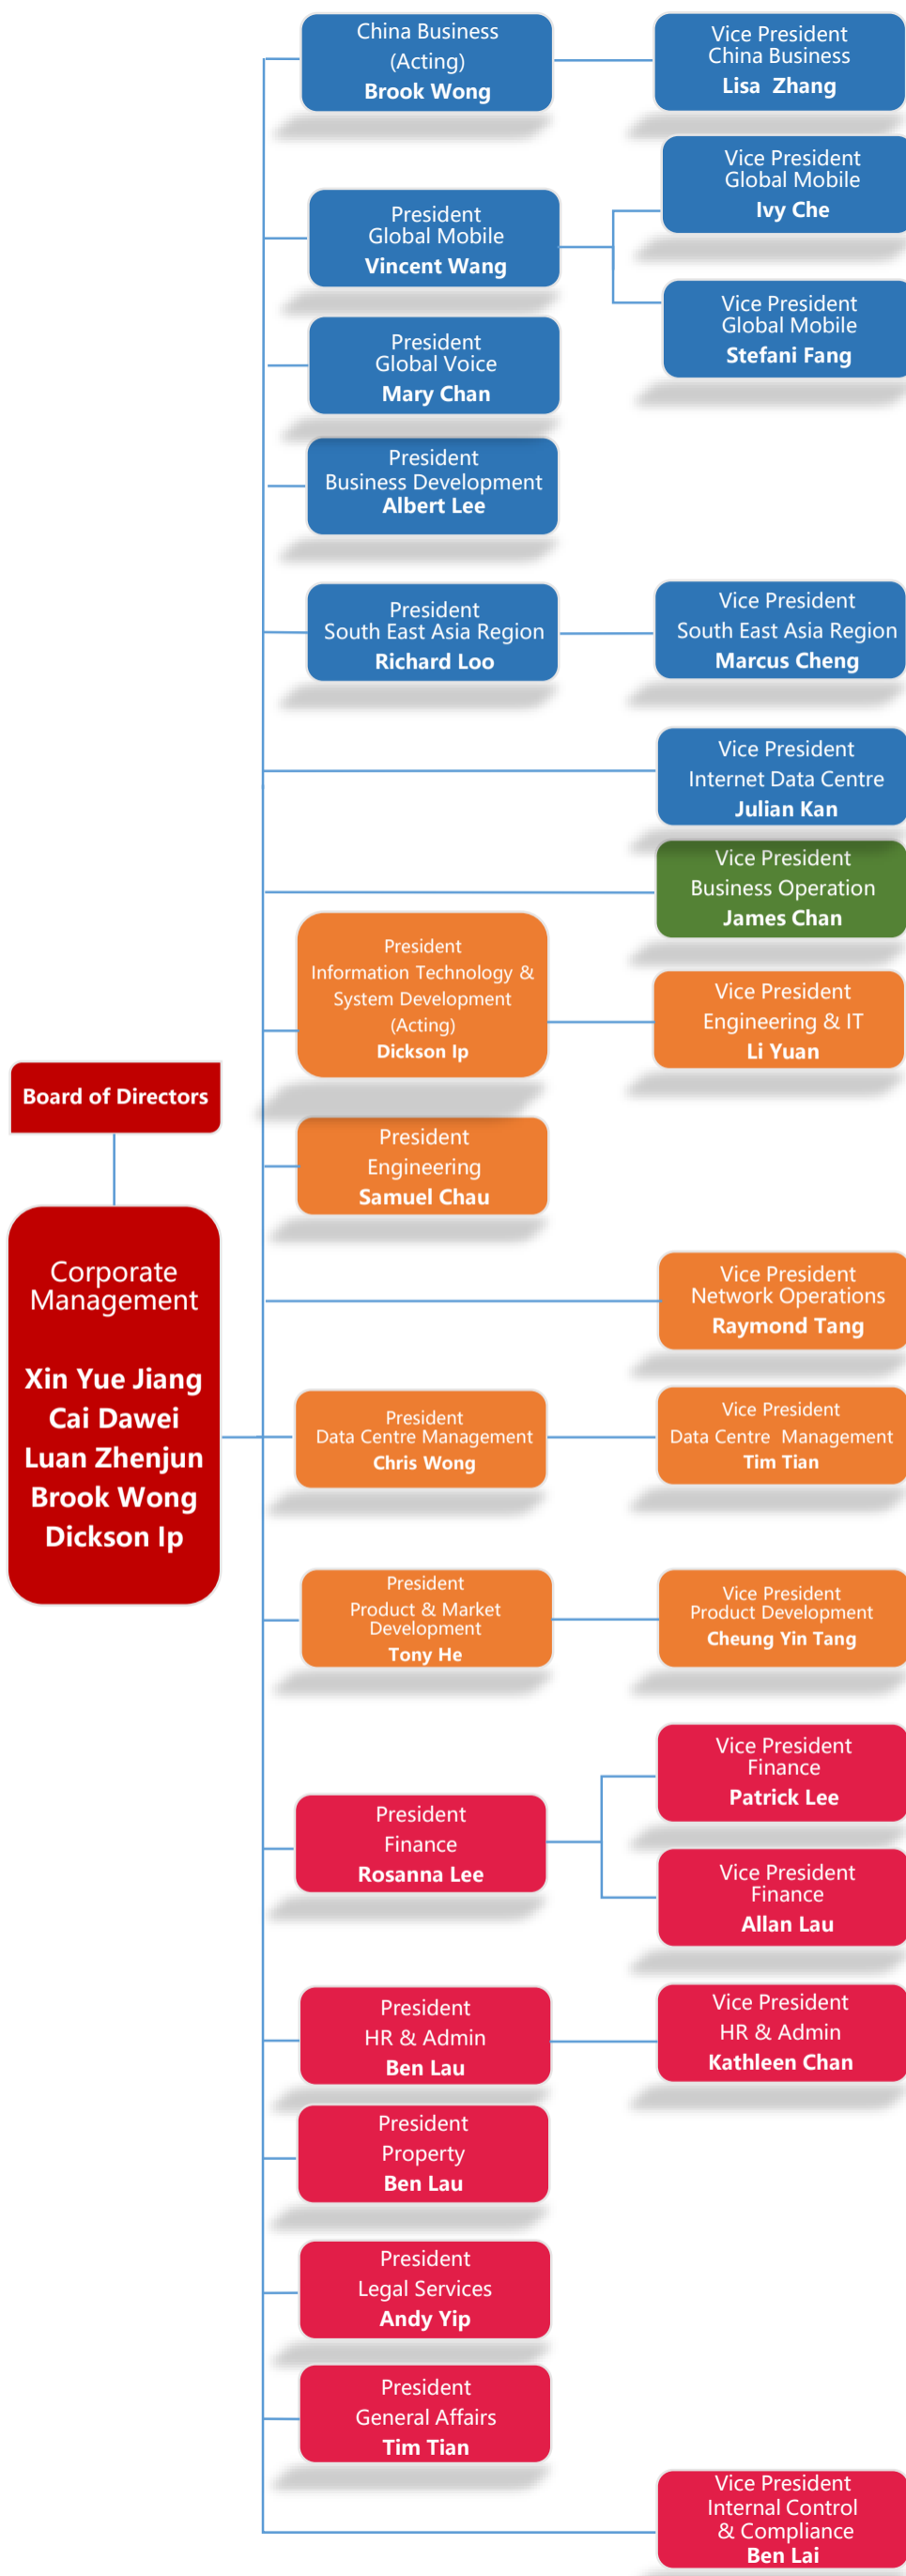 China Business
(Acting)
Brook Wong
Vice President
China Business
Lisa Zhang
President
Global Mobile
Vincent Wang
Vice President
Global Mobile
Ivy Che
Vice President
Global Mobile
Stefani Fang
President
Global Voice
Mary Chan
President
Business Development
Albert Lee
President
South East Asia Region
Richard Loo
Vice President
South East Asia Region
Marcus Cheng
Vice President
Internet Data Centre
Julian Kan
Vice President
Business Operation
James Chan
President
Information Technology &
System Development
(Acting)
Dickson Ip
Vice President
Engineering & IT
Li Yuan
Board of Directors
President
Engineering
Samuel Chau
Corporate
Management
Xin Yue Jiang
Cai Dawei
Luan Zhenjun
Brook Wong
Dickson Ip
Vice President
Network Operations
Raymond Tang
President
Data Centre Management
Chris Wong
Vice President
Data Centre Management
Tim Tian
President
Product & Market
Development
Tony He
Vice President
Product Development
Cheung Yin Tang
President
Finance
Rosanna Lee
Vice President
Finance
Patrick Lee
Vice President
Finance
Allan Lau
President
HR & Admin
Ben Lau
Vice President
HR & Admin
Kathleen Chan
President
Property
Ben Lau
President
Legal Services
Andy Yip
President
General Affairs
Tim Tian
Vice President
Internal Control
& Compliance
Ben Lai